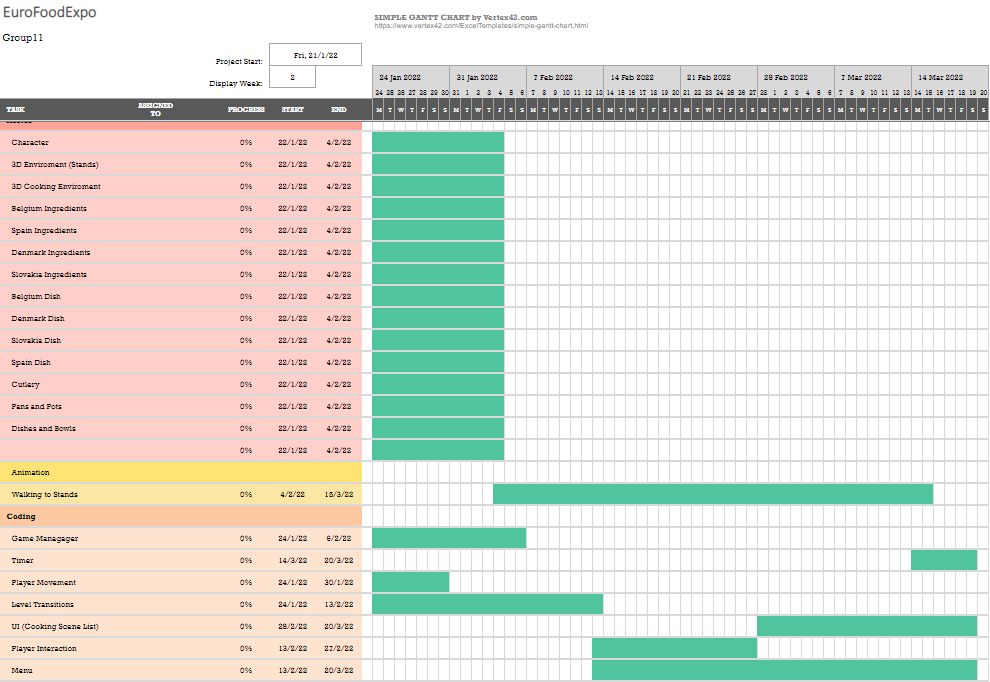 EuroFoodExpo
SIMPLE GANTT CHART by Vertex42.com
https://www.vertex42.com/ExcelTemplates/simple-gantt-chart.html
Group11
Project Start: Fri, 21/1/22
Display Week: 2
24 Jan 2022 31 Jan 2022 7 Feb 2022 14 Feb 2022 21 Feb 2022 28 Feb 2022 7 Mar 2022 14 Mar 2022
24 25 26 27 28 29 30 31 1 2 3 4 5 6 7 8 9 10 11 12 13 14 15 16 17 18 19 20 21 22 23 24 25 26 27 28 1 2 3 4 5 6 7 8 9 10 11 12 13 14 15 16 17 18 19 20
TASK ASSIGNED TO PROGRESS START END M T W T F S S M T W T F S S M T W T F S S M T W T F S S M T W T F S S M T W T F S S M T W T F S S M T W T F S S
Character 0% 22/1/22 4/2/22
3D Enviroment (Stands) 0% 22/1/22 4/2/22
3D Cooking Enviroment 0% 22/1/22 4/2/22
Belgium Ingredients 0% 22/1/22 4/2/22
Spain Ingredients 0% 22/1/22 4/2/22
Denmark Ingredients 0% 22/1/22 4/2/22
Slovakia Ingredients 0% 22/1/22 4/2/22
Belgium Dish 0% 22/1/22 4/2/22
Denmark Dish 0% 22/1/22 4/2/22
Slovakia Dish 0% 22/1/22 4/2/22
Spain Dish 0% 22/1/22 4/2/22
Cutlery 0% 22/1/22 4/2/22
Pans and Pots 0% 22/1/22 4/2/22
Dishes and Bowls 0% 22/1/22 4/2/22
0% 22/1/22 4/2/22
Animation
Walking to Stands 0% 4/2/22 15/3/22
Coding
Game Managager 0% 24/1/22 6/2/22
Timer 0% 14/3/22 20/3/22
Player Movement 0% 24/1/22 30/1/22
Level Transitions 0% 24/1/22 13/2/22
UI (Cooking Scene List) 0% 28/2/22 20/3/22
Player Interaction 0% 13/2/22 27/2/22
Menu 0% 13/2/22 20/3/22